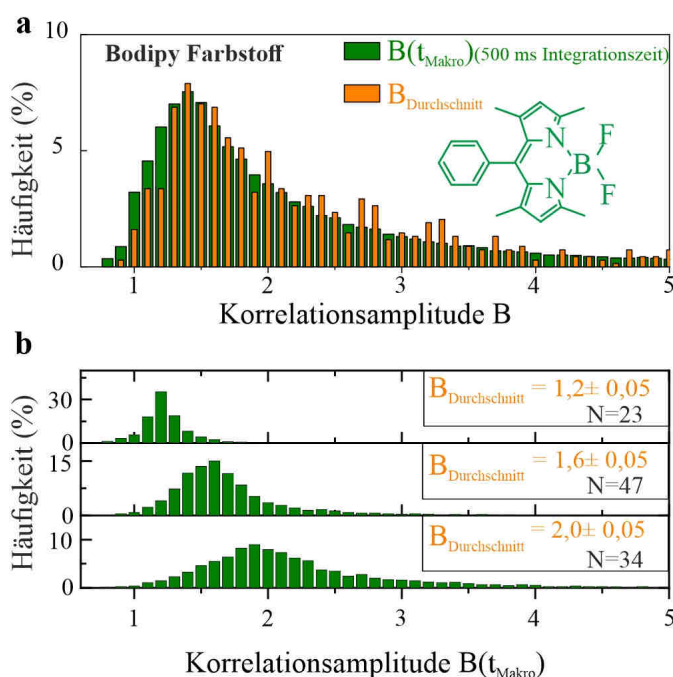 a
10
5
0
Häufigkeit (%)
Bodipy Farbstoff
B(tMakro)(500 ms Integrationszeit)
BDurchschnitt
N
B
F
N
F
1 2 3 4 5
Korrelationsamplitude B
b
Häufigkeit (%)
30
0
BDurchschnitt = 1,2± 0,05
N=23
15
0
BDurchschnitt = 1,6± 0,05
N=47
Häufigkeit (%)
10
0
BDurchschnitt = 2,0± 0,05
N=34
1 2 3 4 5
Korrelationsamplitude B(tMakro)